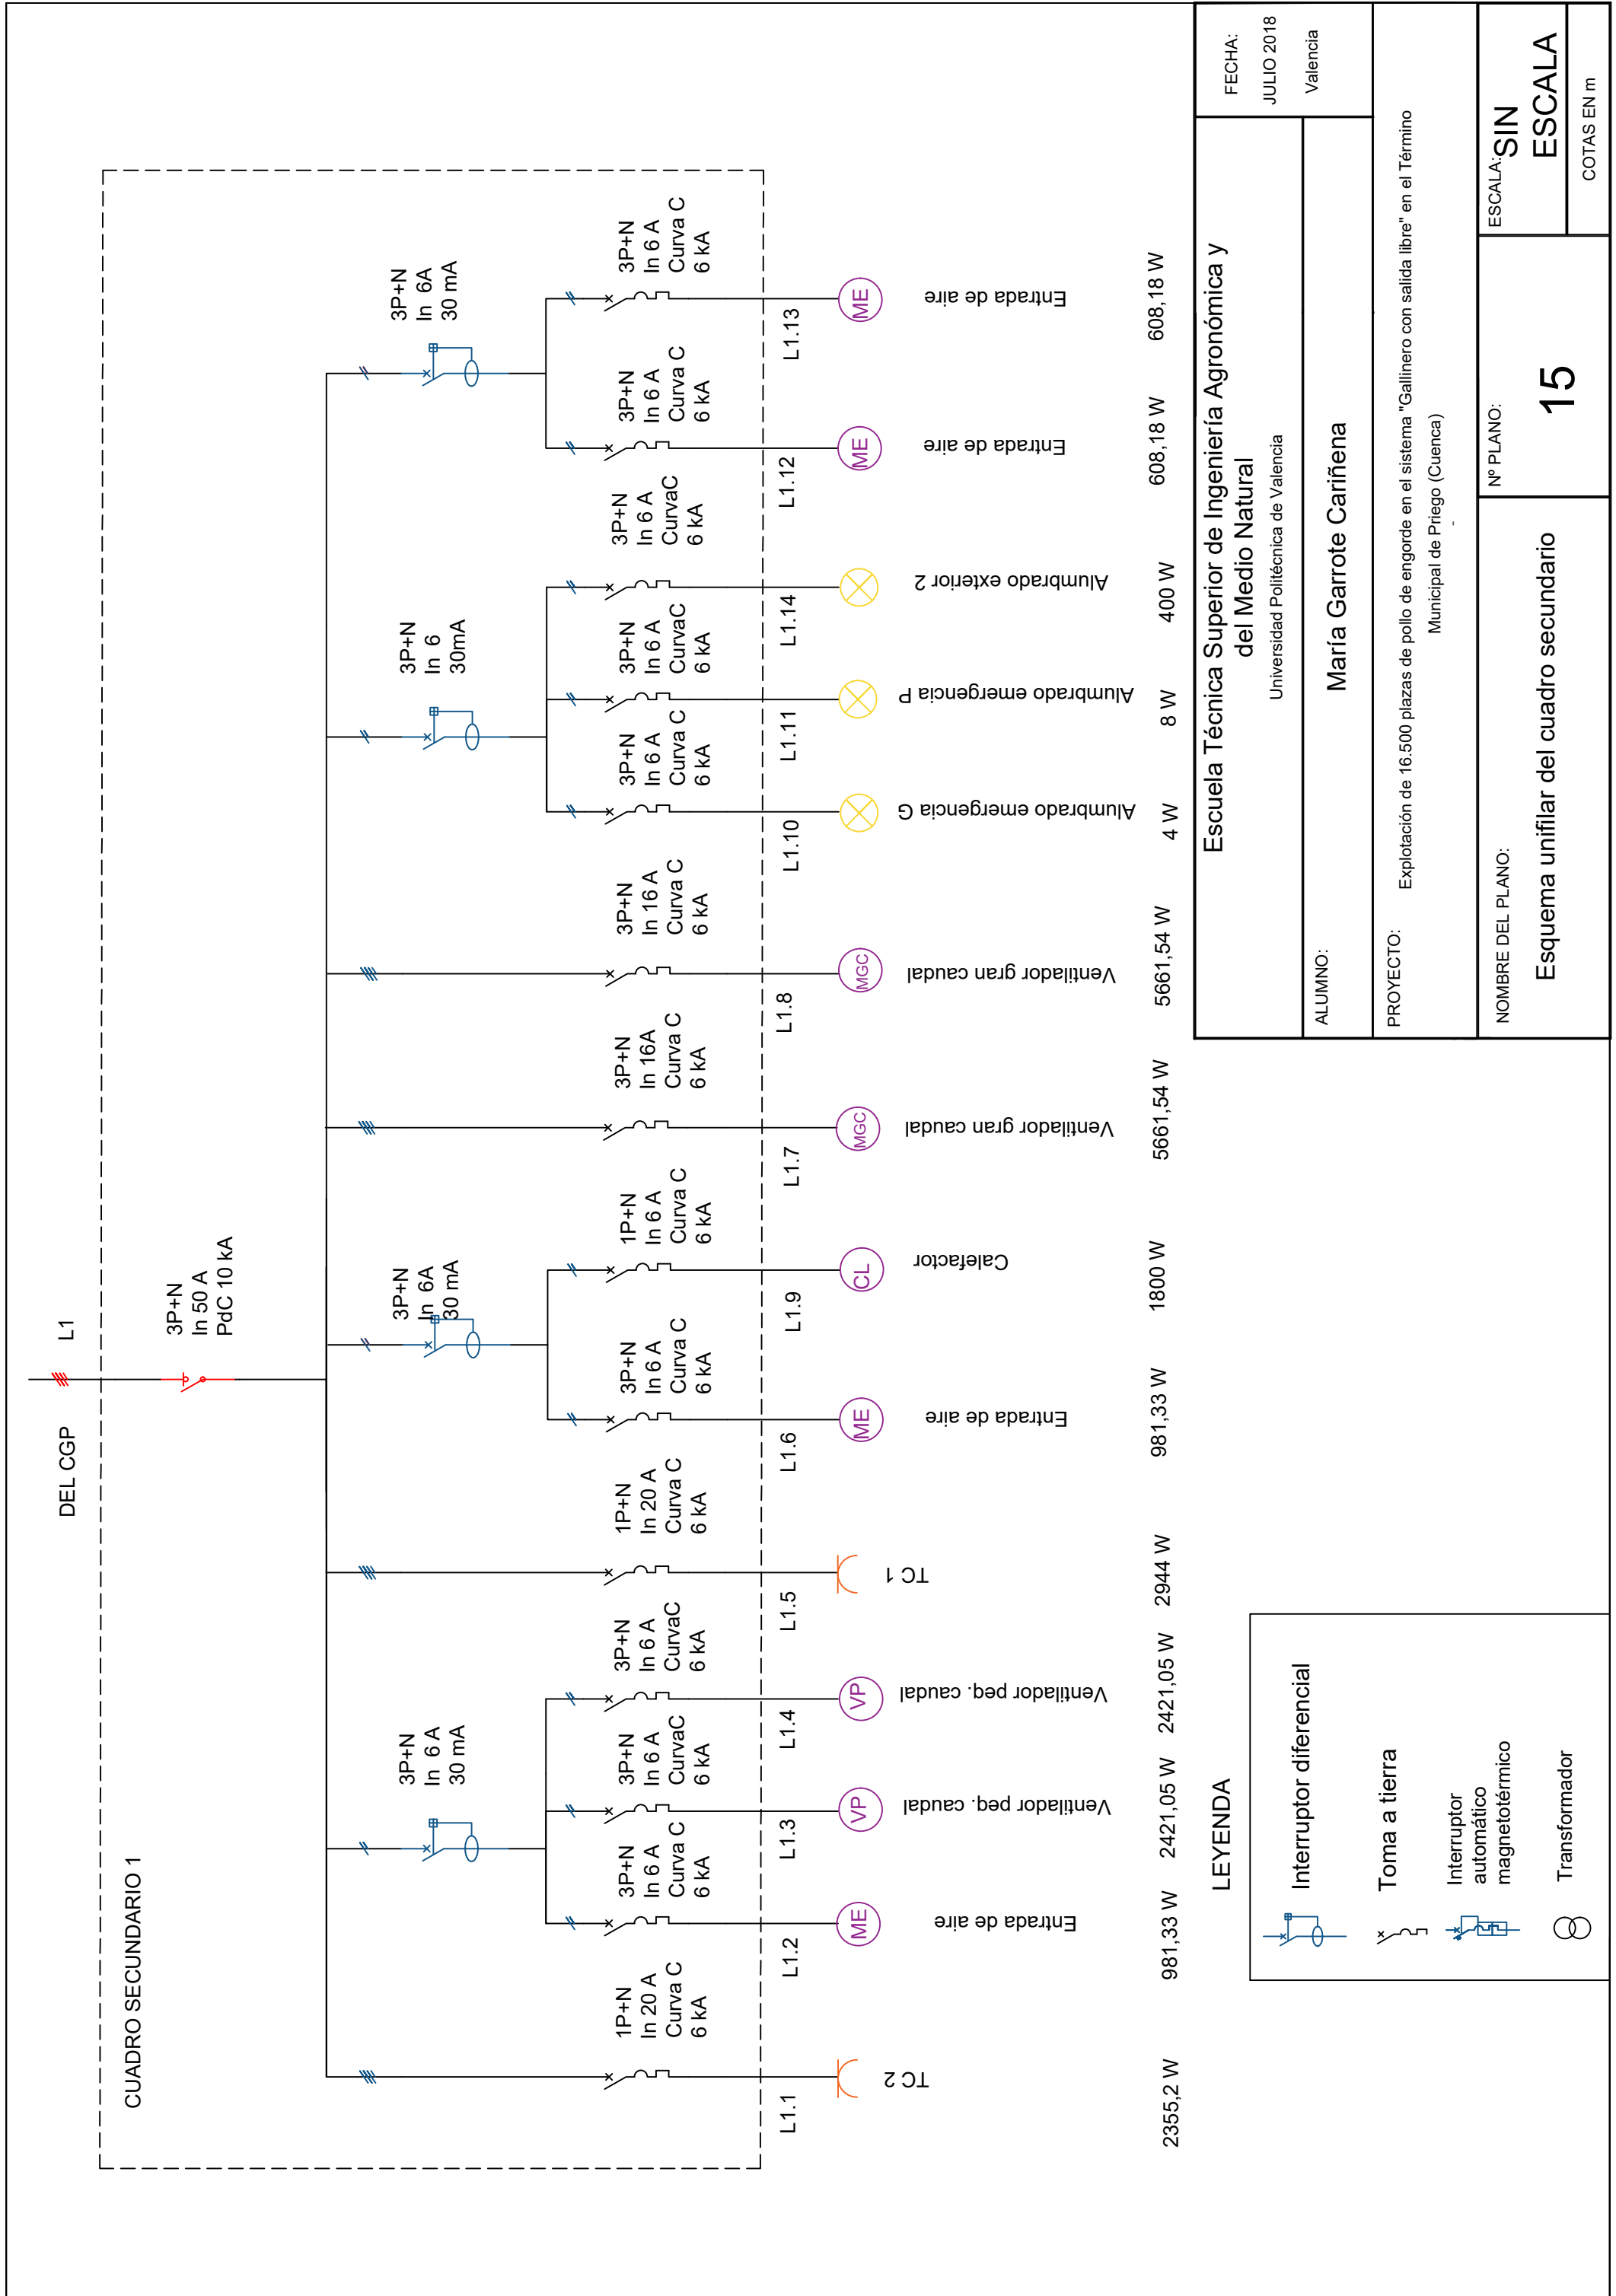 DEL CGP
L1
3P+N
In 50 A
PdC 10 kA
CUADRO SECUNDARIO 1
3P+N
In 6 A
30 mA
3P+N
In 6A
30 mA
3P+N
In 6
30mA
3P+N
In 6A
30 mA
1P+N
In 20 A
Curva C
6 kA
3P+N
In 6 A
Curva C
6 kA
3P+N
In 6 A
CurvaC
6 kA
3P+N
In 6 A
CurvaC
6 kA
1P+N
In 20 A
Curva C
6 kA
3P+N
In 6 A
Curva C
6 kA
1P+N
In 6 A
Curva C
6 kA
3P+N
In 16A
Curva C
6 kA
3P+N
In 16 A
Curva C
6 kA
3P+N
In 6 A
Curva C
6 kA
3P+N
In 6 A
CurvaC
6 kA
3P+N
In 6 A
CurvaC
6 kA
3P+N
In 6 A
Curva C
6 kA
3P+N
In 6 A
Curva C
6 kA
L1.1
L1.2
L1.3
L1.4
L1.5
L1.6
L1.9
L1.7
L1.8
L1.10
L1.11
L1.14
L1.12
L1.13
ME
VP
VP
ME
CL
MGC
MGC
ME
ME
TC 2
Entrada de aire
Ventilador peq. caudal
Ventilador peq. caudal
TC 1
Entrada de aire
Calefactor
Ventilador gran caudal
Ventilador gran caudal
Alumbrado emergencia G
Alumbrado emergencia P
Alumbrado exterior 2
Entrada de aire
Entrada de aire
2355,2 W
981,33 W
2421,05 W
2421,05 W
2944 W
981,33 W
1800 W
5661,54 W
5661,54 W
4 W
8 W
400 W
608,18 W
608,18 W
LEYENDA
Interruptor diferencial
Toma a tierra
Interruptor
automático
magnetotérmico
Transformador
Escuela Técnica Superior de Ingeniería Agronómica y
del Medio Natural
Universidad Politécnica de Valencia
FECHA:
JULIO 2018
Valencia
ALUMNO:
María Garrote Cariñena
PROYECTO:
Explotación de 16.500 plazas de pollo de engorde en el sistema "Gallinero con salida libre" en el Término
Municipal de Priego (Cuenca)
NOMBRE DEL PLANO:
Esquema unifilar del cuadro secundario
Nº PLANO:
15
ESCALA:
SIN
ESCALA
COTAS EN m